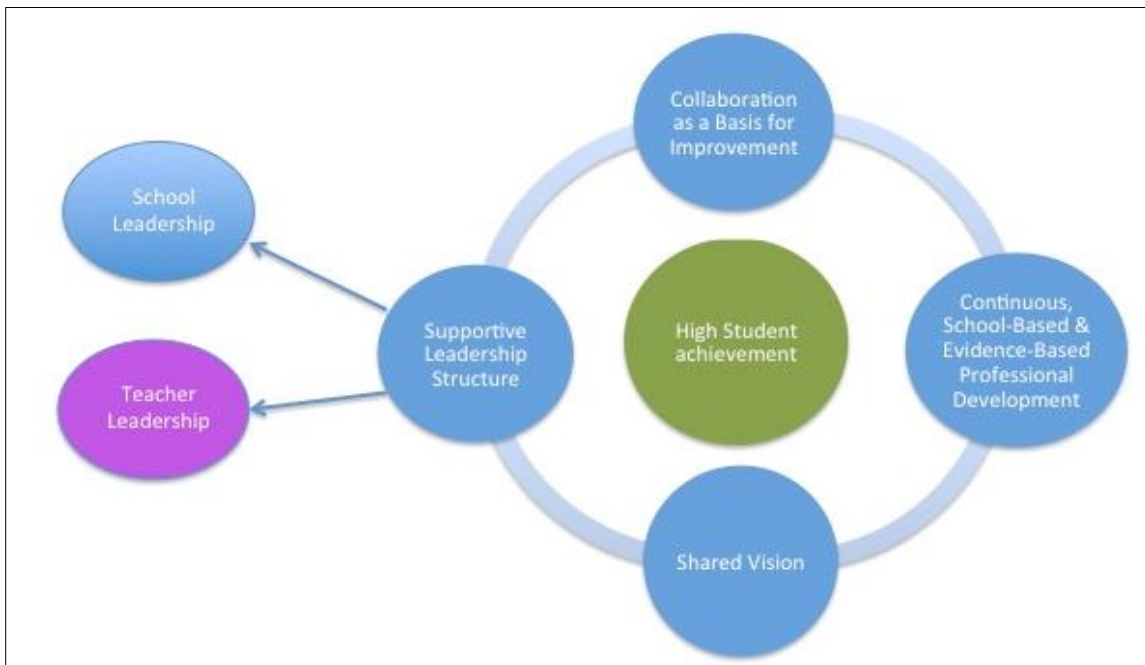 Collaboration
as a Basis for
Improvement
School
Leadership
Supportive
Leadership
Structure
High Student
achievement
Continuous,
School-Based &
Evidence-Based
Professional
Development
Teacher
Leadership
Shared Vision